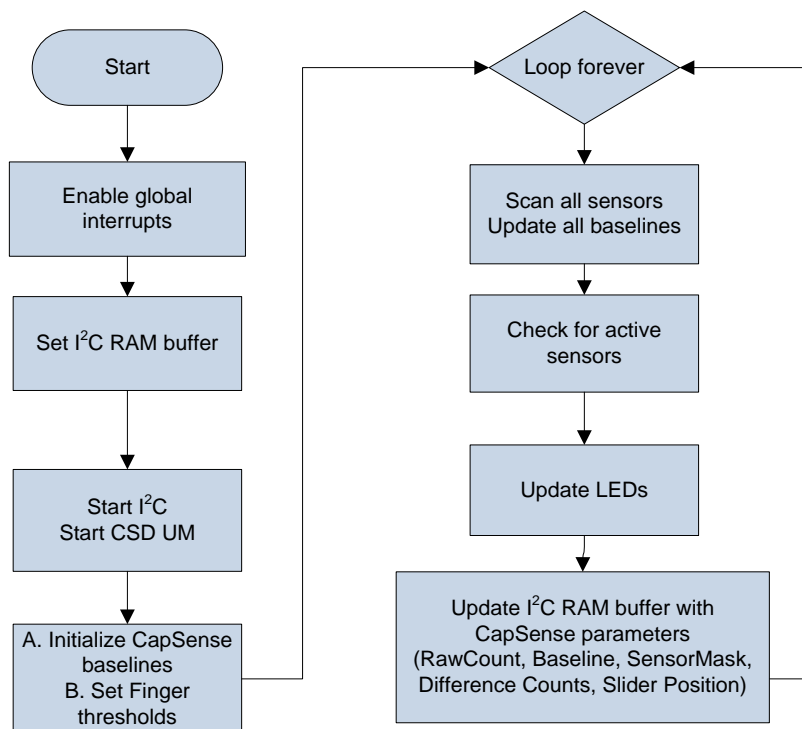 Start
Enable global
interrupts
Set I²C RAM buffer
Start I²C
Start CSD UM
A. Initialize CapSense
baselines
B. Set Finger
thresholds
Loop forever
Scan all sensors
Update all baselines
Check for active
sensors
Update LEDs
Update I²C RAM buffer with
CapSense parameters
(RawCount, Baseline, SensorMask,
Difference Counts, Slider Position)